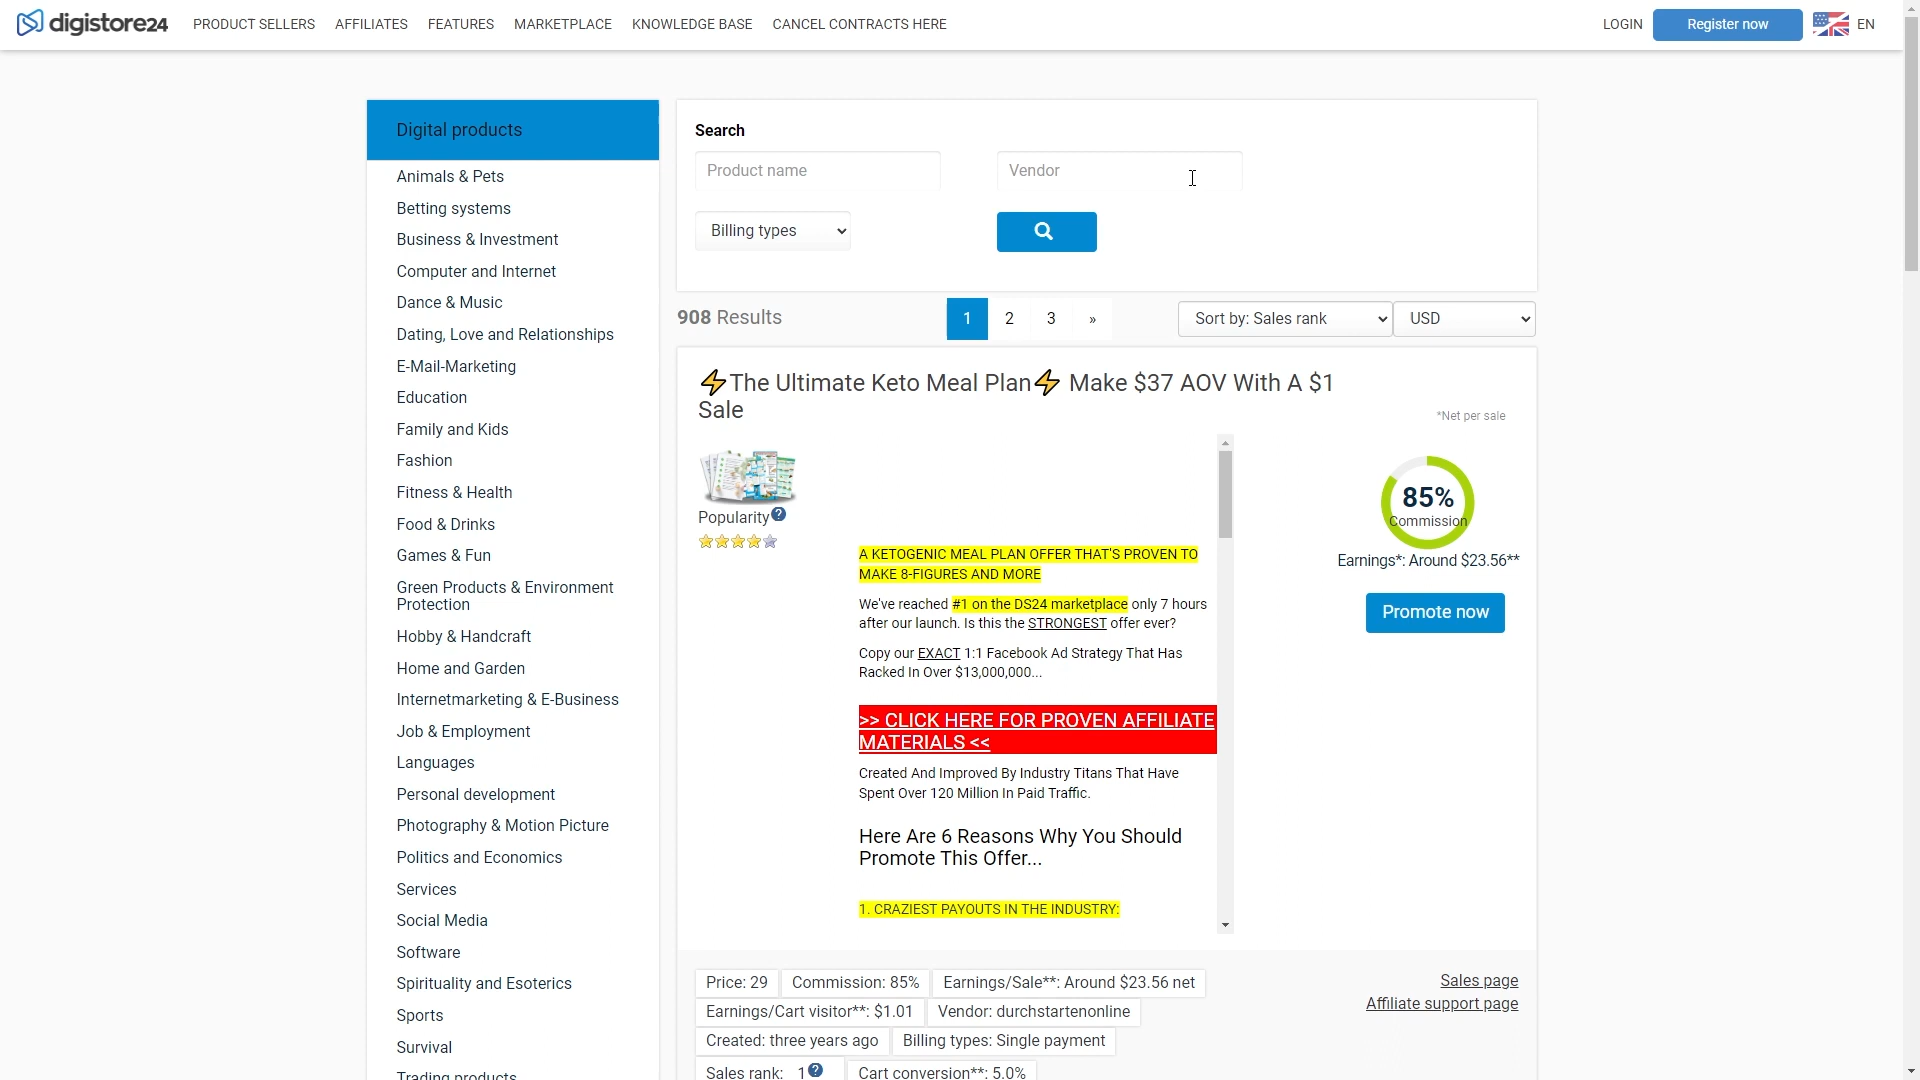 digistore24
PRODUCT SELLERS
AFFILIATES
FEATURES
MARKETPLACE
KNOWLEDGE BASE
CANCEL CONTRACTS HERE
LOGIN
Register now
EN
Digital products
Animals & Pets
Betting systems
Business & Investment
Computer and Internet
Dance & Music
Dating, Love and Relationships
E-Mail-Marketing
Education
Family and Kids
Fashion
Fitness & Health
Food & Drinks
Games & Fun
Green Products & Environment
Protection
Hobby & Handcraft
Home and Garden
Internetmarketing & E-Business
Job & Employment
Languages
Personal development
Photography & Motion Picture
Politics and Economics
Services
Social Media
Software
Spirituality and Esoterics
Sports
Survival
Trading products
Search
Product name
Vendor
Billing types
908 Results
1
2
3
»
Sort by: Sales rank
USD
⚡The Ultimate Keto Meal Plan⚡ Make $37 AOV With A $1
Sale
*Net per sale
Popularity
?
A KETOGENIC MEAL PLAN OFFER THAT'S PROVEN TO
MAKE 8-FIGURES AND MORE
We've reached #1 on the DS24 marketplace only 7 hours
after our launch. Is this the STRONGEST offer ever?
Copy our EXACT 1:1 Facebook Ad Strategy That Has
Racked In Over $13,000,000...
>> CLICK HERE FOR PROVEN AFFILIATE
MATERIALS <<
Created And Improved By Industry Titans That Have
Spent Over 120 Million In Paid Traffic.
Here Are 6 Reasons Why You Should
Promote This Offer...
1. CRAZIEST PAYOUTS IN THE INDUSTRY:
85%
Commission
Earnings*: Around $23.56**
Promote now
Price: 29
Commission: 85%
Earnings/Sale**: Around $23.56 net
Earnings/Cart visitor**: $1.01
Vendor: durchstartenonline
Created: three years ago
Billing types: Single payment
Sales rank: 1
?
Cart conversion**: 5.0%
Sales page
Affiliate support page